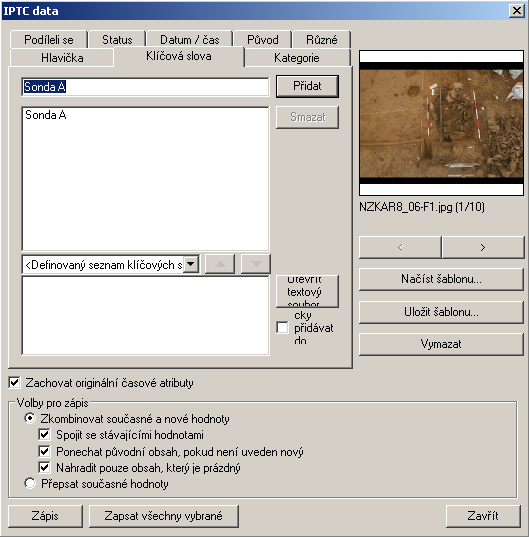 IPTC data
Podíleli se
Status
Datum / čas
Původ
Různé
Hlavička
Klíčová slova
Kategorie
Sonda A
Přidat
Sonda A
Smazat
NZKAR8_06-F1.jpg (1/10)
<
>
<Definovaný seznam klíčových s
Načíst šablonu...
Otevřít
textový
soubor
Uložit šablonu...
cky
přidávat
do
Vymazat
Zachovat originální časové atributy
Volby pro zápis
Zkombinovat současné a nové hodnoty
Spojit se stávajícími hodnotami
Ponechat původní obsah, pokud není uveden nový
Nahradit pouze obsah, který je prázdný
Přepsat současné hodnoty
Zápis
Zapsat všechny vybrané
Zavřít